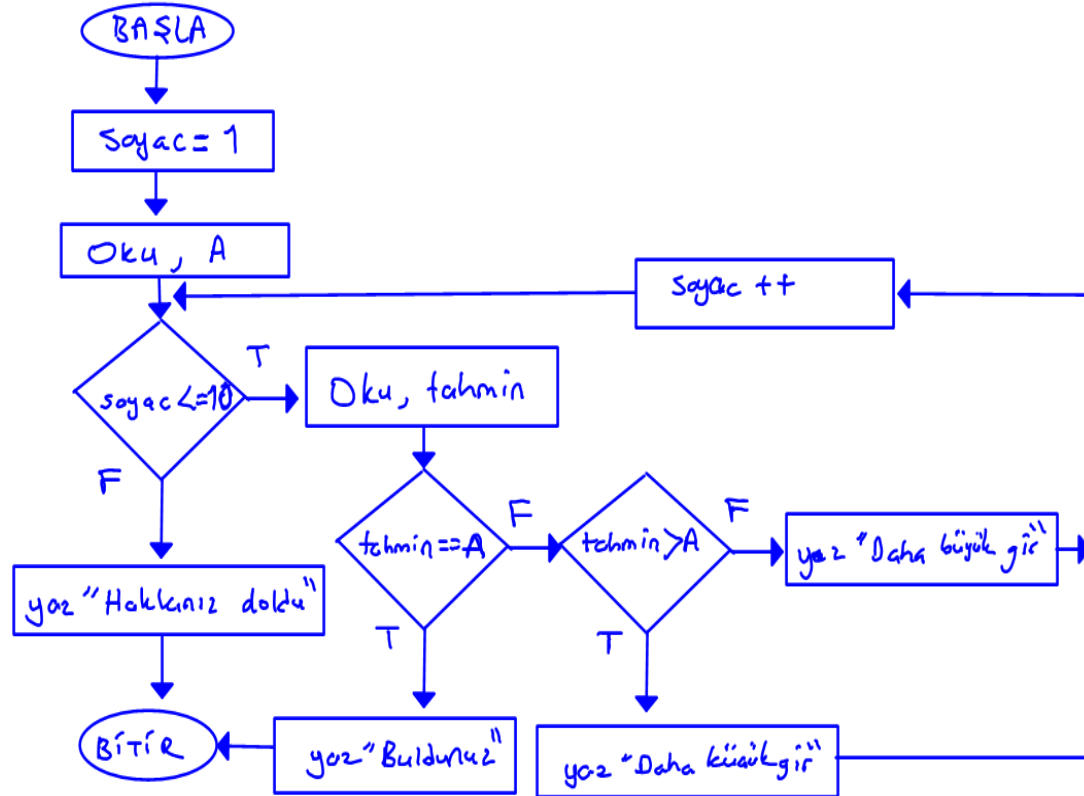 BAŞLA
sayac = 1
Oku, A
sayac ++
sayac <=10
T
Oku, tahmin
F
tahmin==A
F
tahmin>A
F
yaz "Daha büyük gir"
yaz "Hakkınız doldu"
T
T
BİTİR
yaz "Buldunuz"
yaz "Daha küçük gir"